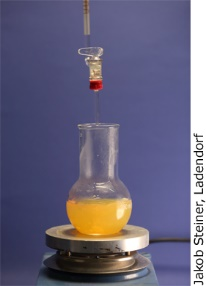 Jakob Steiner, Ladendorf